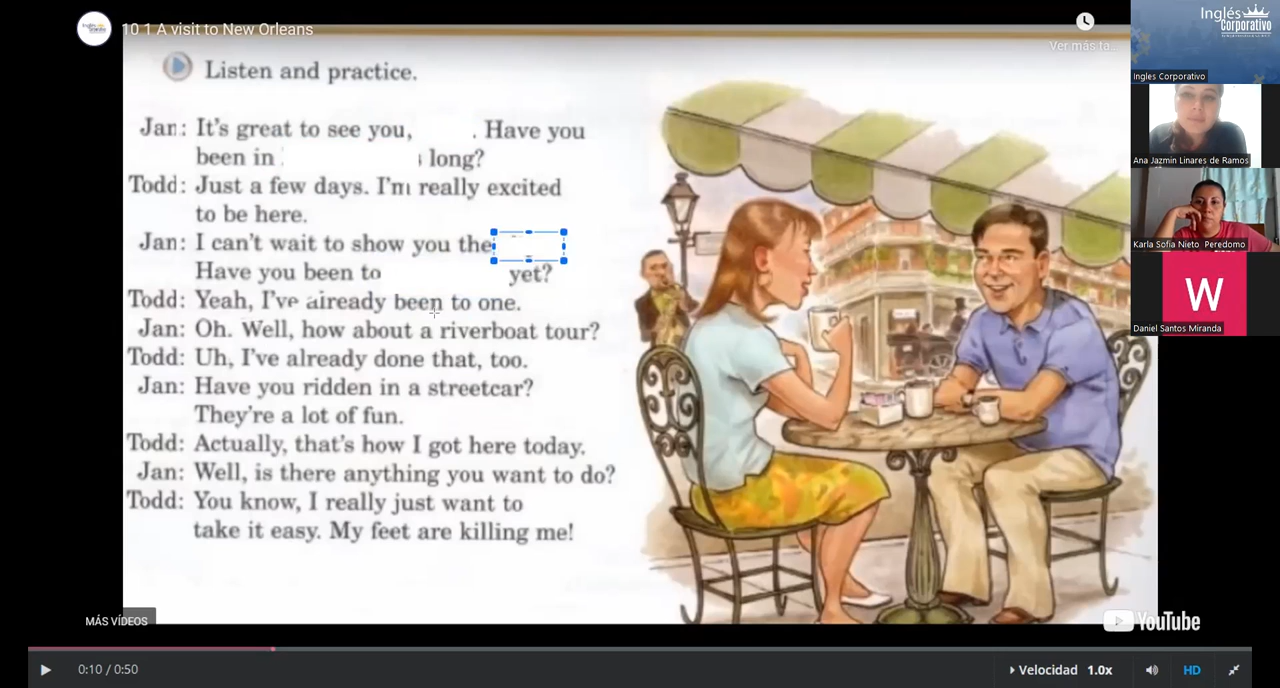 10 1 A visit to New Orleans
Ver más ta...
Listen and practice.
Jan: It's great to see you, . Have you
been in long?
Todd: Just a few days. I'm really excited
to be here.
Jan: I can't wait to show you the
Have you been to yet?
Todd: Yeah, I've already been to one.
Jan: Oh. Well, how about a riverboat tour?
Todd: Uh, I've already done that, too.
Jan: Have you ridden in a streetcar?
They're a lot of fun.
Todd: Actually, that's how I got here today.
Jan: Well, is there anything you want to do?
Todd: You know, I really just want to
take it easy. My feet are killing me!
MÁS VÍDEOS
YouTube
0:10 / 0:50
Velocidad 1.0x
HD
Inglés
Corporativo
Ingles Corporativo
Ana Jazmin Linares de Ramos
Karla Sofia Nieto Peredomo
W
Daniel Santos Miranda